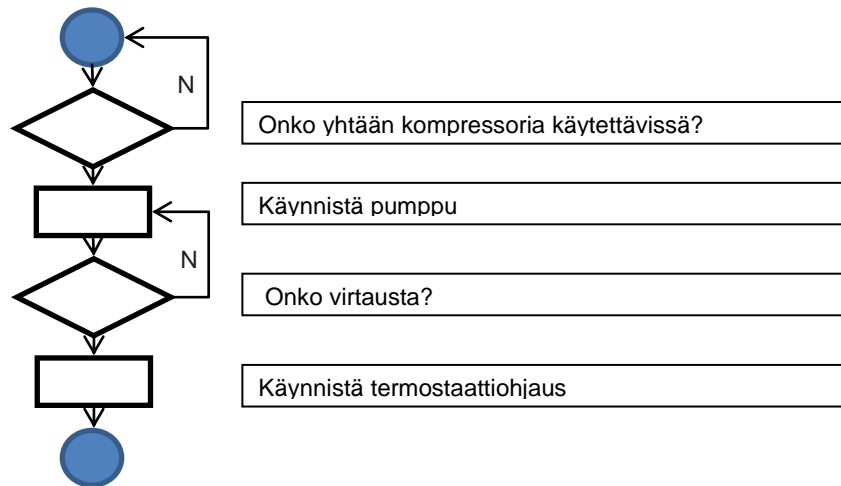 N
Onko yhtään kompressoria käytettävissä?
Käynnistä pumppu
N
Onko virtausta?
Käynnistä termostaattiohjaus